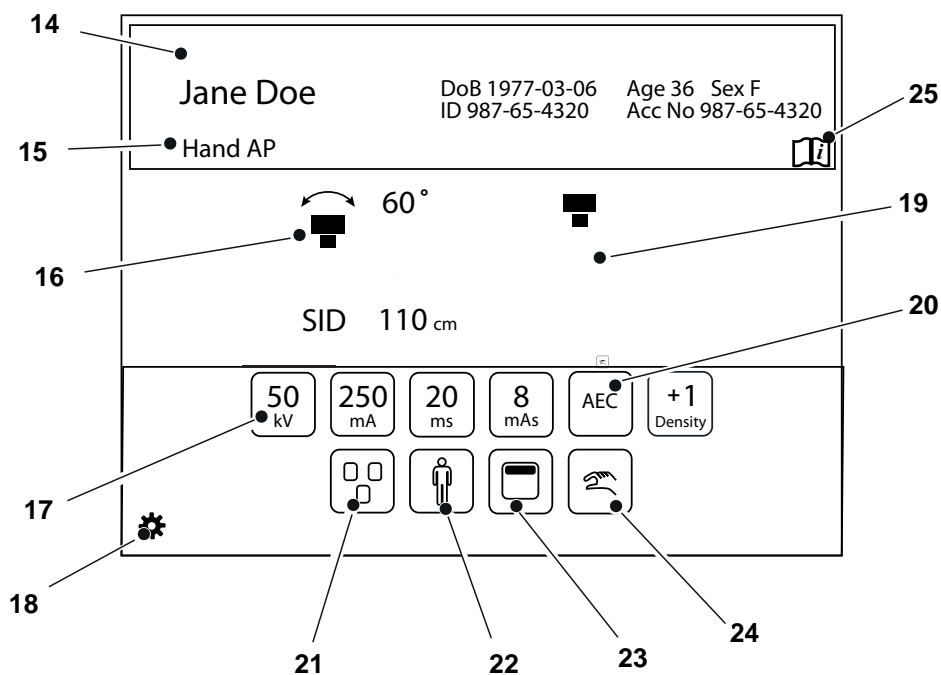 14
Jane Doe
DoB 1977-03-06 Age 36 Sex F
ID 987-65-4320 Acc No 987-65-4320
25
15
Hand AP
i
60°
19
16
SID 110 cm
20
50 kV
250 mA
20 ms
8 mAs
AEC
+1 Density
17
18
21
22
23
24